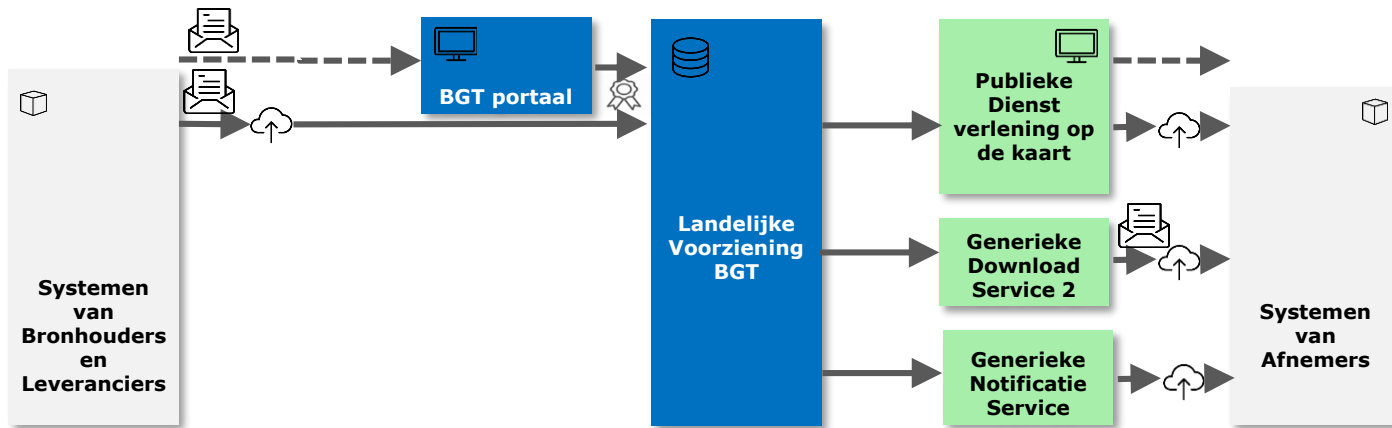 BGT portaal
Systemen
van
Bronhouders
en
Leveranciers
Landelijke
Voorziening
BGT
Publieke
Dienst
verlening op
de kaart
Generieke
Download
Service 2
Generieke
Notificatie
Service
Systemen
van
Afnemers